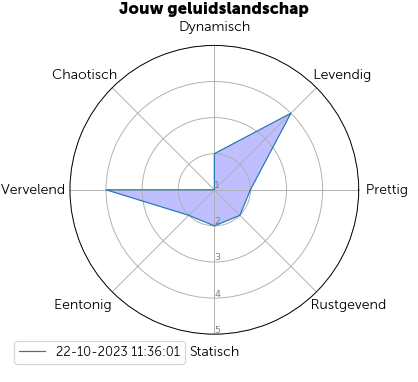 Jouw geluidslandschap
Dynamisch
Chaotisch
Levendig
Vervelend
1
Prettig
2
3
Eentonig
4
Rustgevend
5
22-10-2023 11:36:01
Statisch